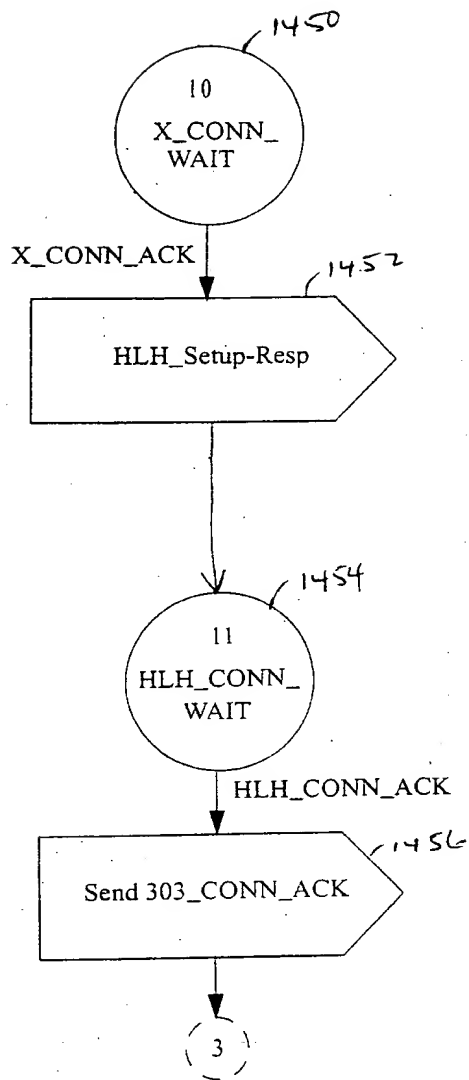 1450
10
X_CONN_
WAIT
X_CONN_ACK
1452
HLH_Setup-Resp
1454
11
HLH_CONN_
WAIT
HLH_CONN_ACK
1456
Send 303_CONN_ACK
3